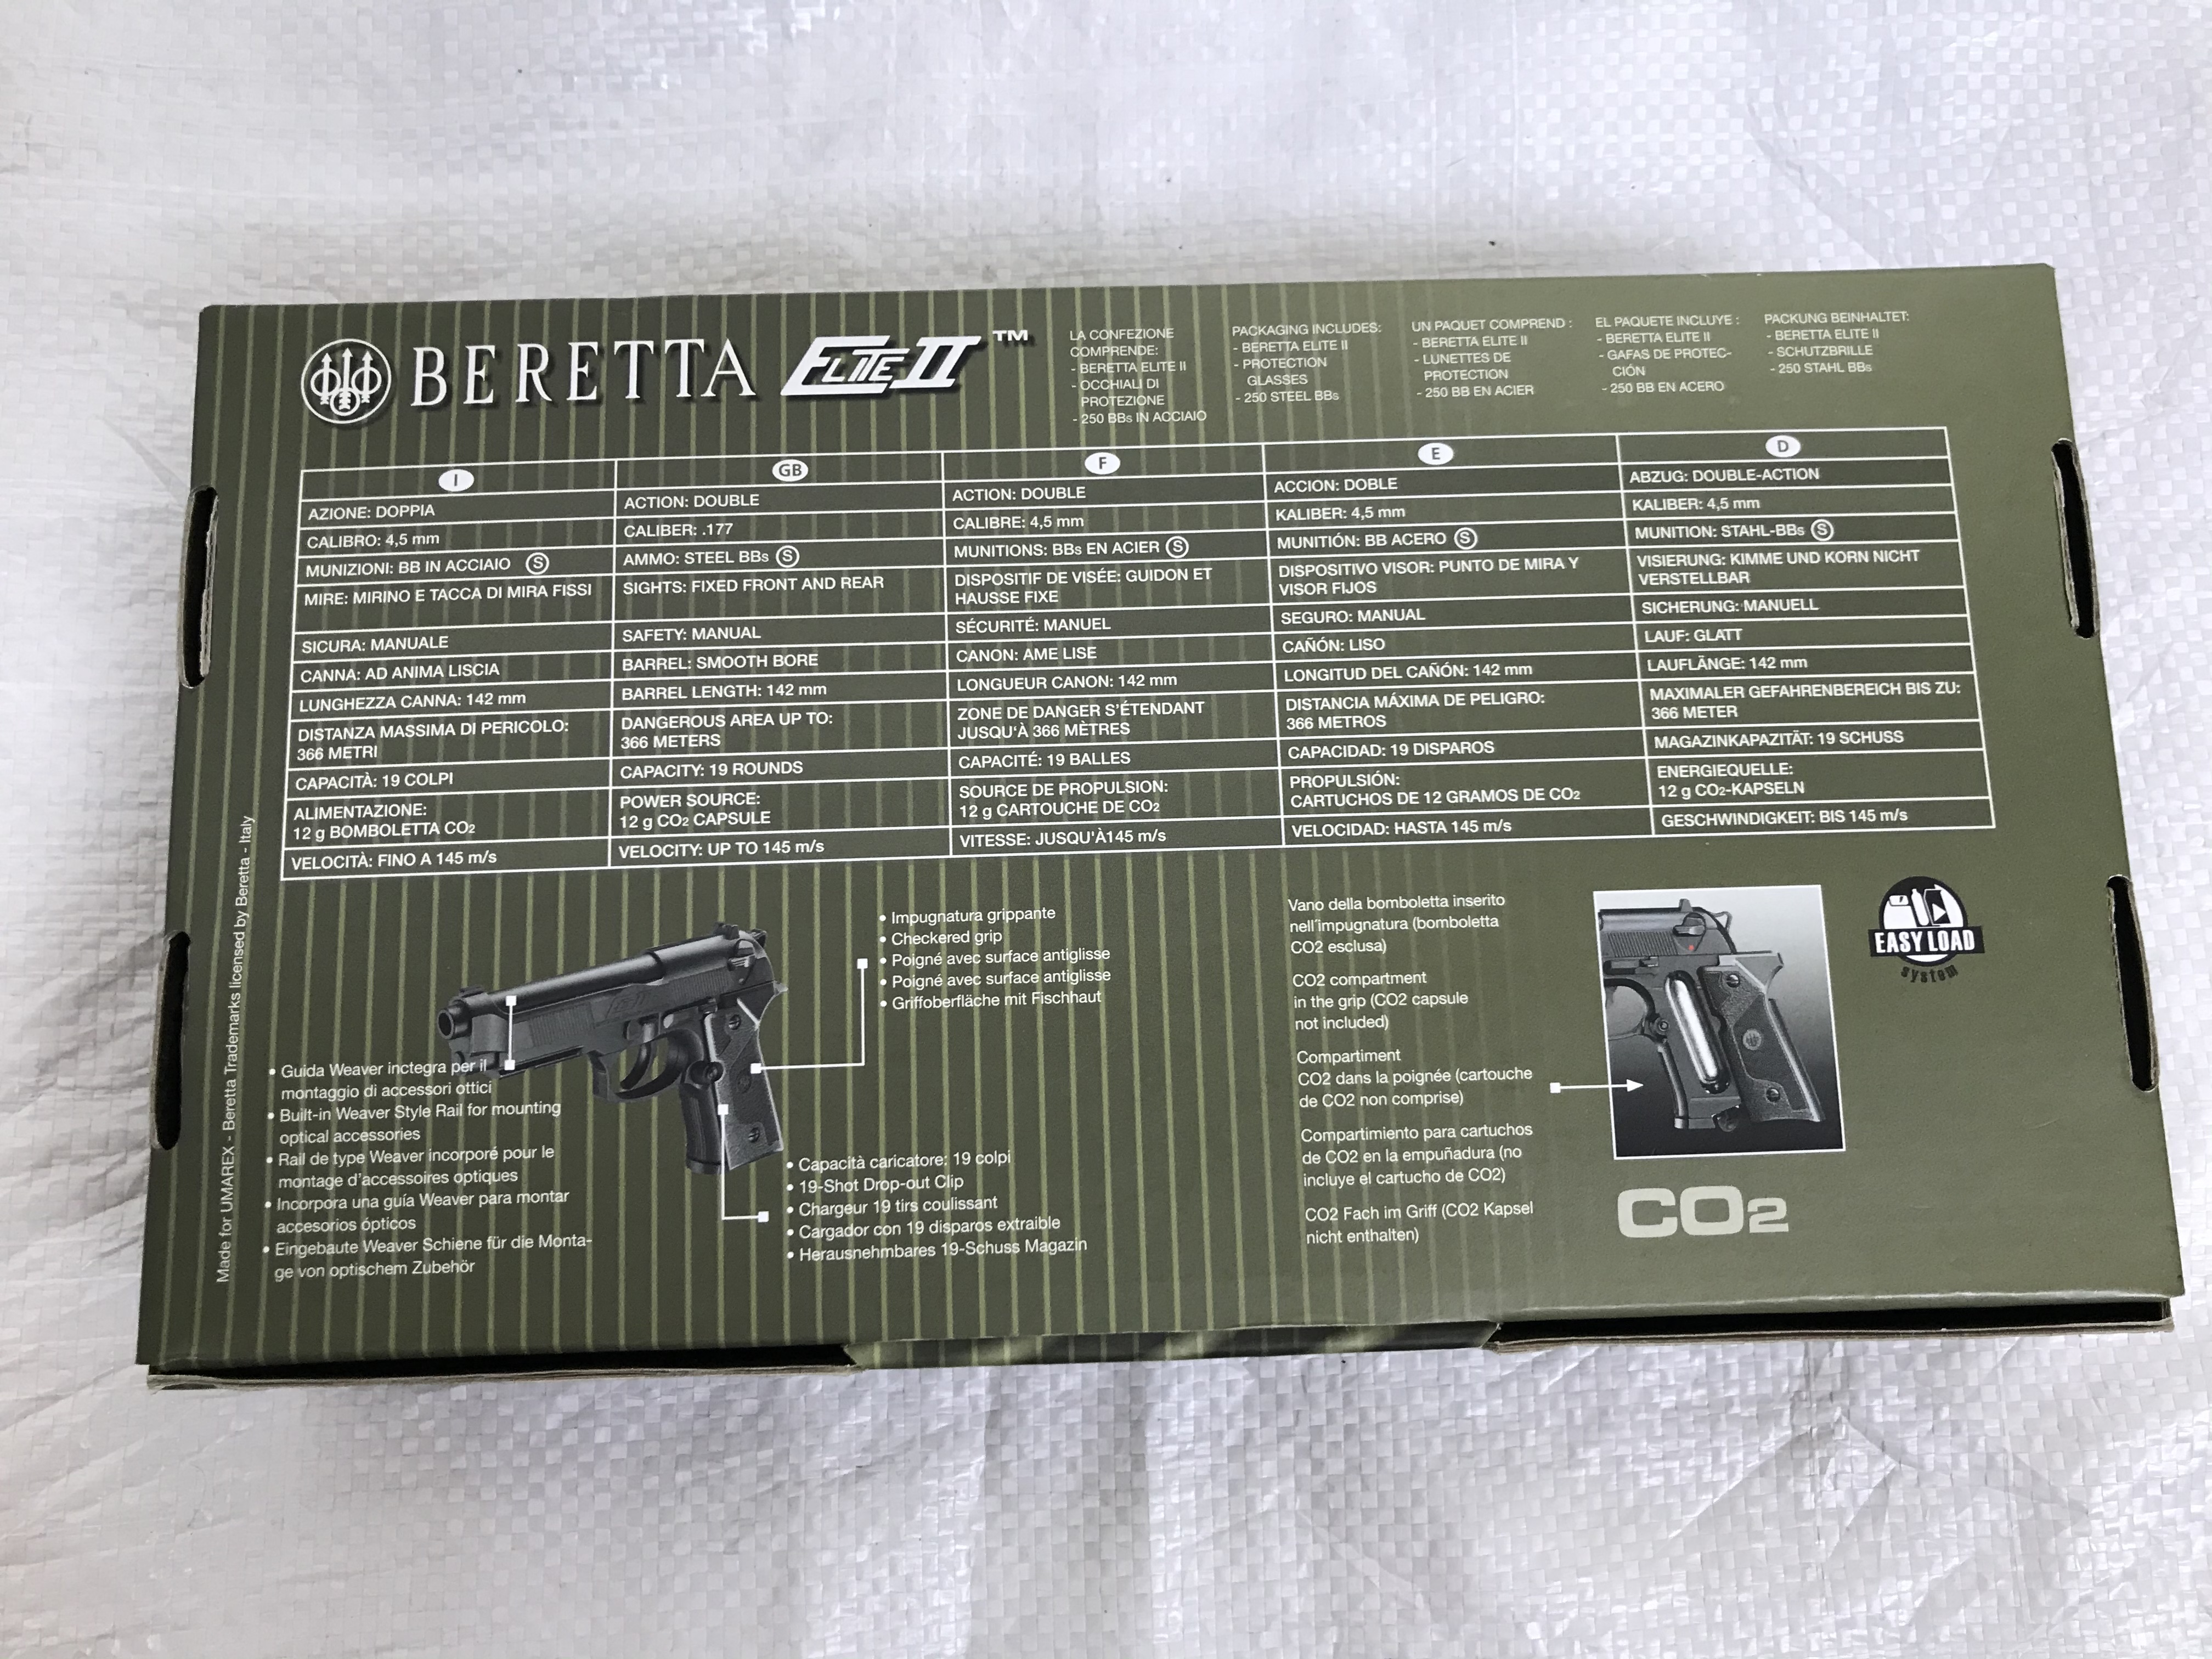 BERETTA ELITE II ™
LA CONFEZIONE
COMPRENDE:
- BERETTA ELITE II
- OCCHIALI DI
PROTEZIONE
- 250 BBs IN ACCIAIO
PACKAGING INCLUDES:
- BERETTA ELITE II
- PROTECTION
GLASSES
- 250 STEEL BBs
UN PAQUET COMPREND :
- BERETTA ELITE II
- LUNETTES DE
PROTECTION
- 250 BB EN ACIER
EL PAQUETE INCLUYE :
- BERETTA ELITE II
- GAFAS DE PROTEC-
CIÓN
- 250 BB EN ACERO
PACKUNG BEINHALTET:
- BERETTA ELITE II
- SCHUTZBRILLE
- 250 STAHL BBs
I
AZIONE: DOPPIA
CALIBRO: 4,5 mm
MUNIZIONI: BB IN ACCIAIO Ⓢ
MIRE: MIRINO E TACCA DI MIRA FISSI
SICURA: MANUALE
CANNA: AD ANIMA LISCIA
LUNGHEZZA CANNA: 142 mm
DISTANZA MASSIMA DI PERICOLO:
366 METRI
CAPACITÀ: 19 COLPI
ALIMENTAZIONE:
12 g BOMBOLETTA CO2
VELOCITÀ: FINO A 145 m/s
GB
ACTION: DOUBLE
CALIBER: .177
AMMO: STEEL BBs Ⓢ
SIGHTS: FIXED FRONT AND REAR
SAFETY: MANUAL
BARREL: SMOOTH BORE
BARREL LENGTH: 142 mm
DANGEROUS AREA UP TO:
366 METERS
CAPACITY: 19 ROUNDS
POWER SOURCE:
12 g CO2 CAPSULE
VELOCITY: UP TO 145 m/s
F
ACTION: DOUBLE
CALIBRE: 4,5 mm
MUNITIONS: BBs EN ACIER Ⓢ
DISPOSITIF DE VISÉE: GUIDON ET
HAUSSE FIXE
SÉCURITÉ: MANUEL
CANON: AME LISE
LONGUEUR CANON: 142 mm
ZONE DE DANGER S'ÉTENDANT
JUSQU'À 366 MÈTRES
CAPACITÉ: 19 BALLES
SOURCE DE PROPULSION:
12 g CARTOUCHE DE CO2
VITESSE: JUSQU'À145 m/s
E
ACCION: DOBLE
KALIBER: 4,5 mm
MUNITIÓN: BB ACERO Ⓢ
DISPOSITIVO VISOR: PUNTO DE MIRA Y
VISOR FIJOS
SEGURO: MANUAL
CAÑÓN: LISO
LONGITUD DEL CAÑÓN: 142 mm
DISTANCIA MÁXIMA DE PELIGRO:
366 METROS
CAPACIDAD: 19 DISPAROS
PROPULSIÓN:
CARTUCHOS DE 12 GRAMOS DE CO2
VELOCIDAD: HASTA 145 m/s
D
ABZUG: DOUBLE-ACTION
KALIBER: 4,5 mm
MUNITION: STAHL-BBs Ⓢ
VISIERUNG: KIMME UND KORN NICHT
VERSTELLBAR
SICHERUNG: MANUELL
LAUF: GLATT
LAUFLÄNGE: 142 mm
MAXIMALER GEFAHRENBEREICH BIS ZU:
366 METER
MAGAZINKAPAZITÄT: 19 SCHUSS
ENERGIEQUELLE:
12 g CO2-KAPSELN
GESCHWINDIGKEIT: BIS 145 m/s
Made for UMAREX - Beretta Trademarks licensed by Beretta - Italy
• Guida Weaver inctegra per il
montaggio di accessori ottici
• Built-in Weaver Style Rail for mounting
optical accessories
• Rail de type Weaver incorporé pour le
montage d'accessoires optiques
• Incorpora una guía Weaver para montar
accesorios ópticos
• Eingebaute Weaver Schiene für die Monta-
ge von optischem Zubehör
• Impugnatura grippante
• Checkered grip
• Poigné avec surface antiglisse
• Poigné avec surface antiglisse
• Griffoberfläche mit Fischhaut
• Capacità caricatore: 19 colpi
• 19-Shot Drop-out Clip
• Chargeur 19 tirs coulissant
• Cargador con 19 disparos extraible
• Herausnehmbares 19-Schuss Magazin
Vano della bomboletta inserito
nell'impugnatura (bomboletta
CO2 esclusa)
CO2 compartment
in the grip (CO2 capsule
not included)
Compartiment
CO2 dans la poignée (cartouche
de CO2 non comprise)
Compartimiento para cartuchos
de CO2 en la empuñadura (no
incluye el cartucho de CO2)
CO2 Fach im Griff (CO2 Kapsel
nicht enthalten)
EASY LOAD
system
CO2